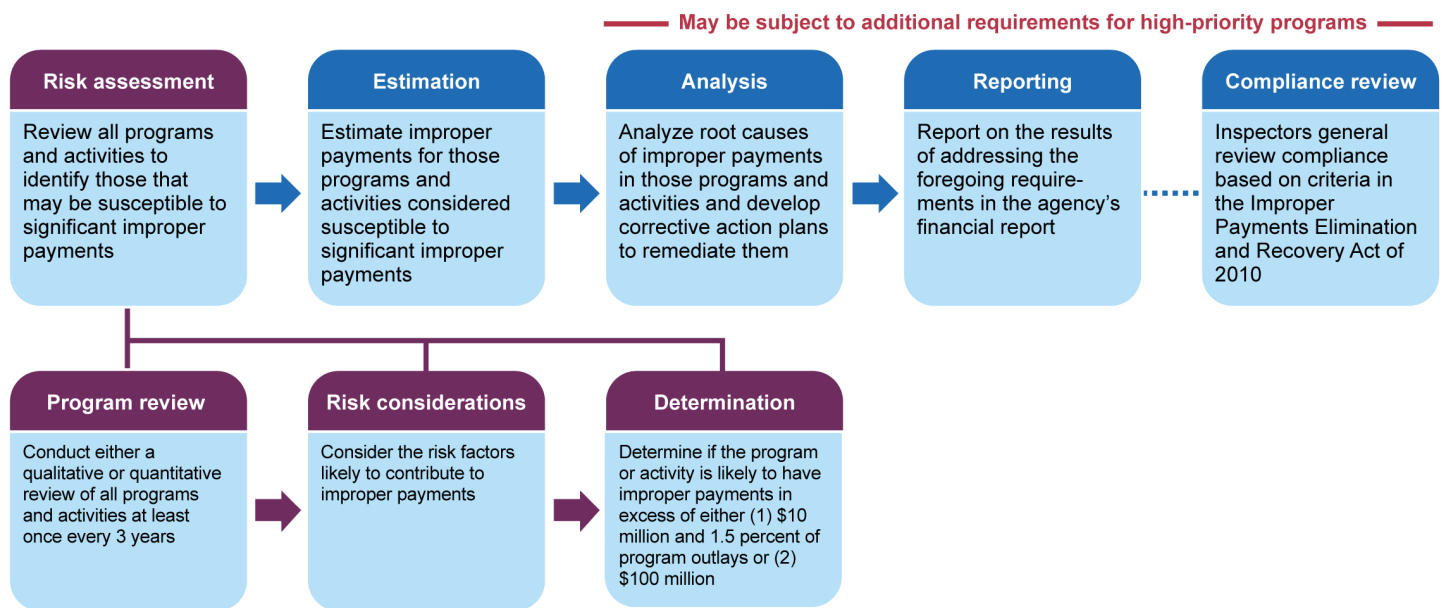 May be subject to additional requirements for high-priority programs
Risk assessment
Review all programs
and activities to
identify those that
may be susceptible to
significant improper
payments
Estimation
Estimate improper
payments for those
programs and
activities considered
susceptible to
significant improper
payments
Analysis
Analyze root causes
of improper payments
in those programs and
activities and develop
corrective action plans
to remediate them
Reporting
Report on the results
of addressing the
foregoing require-
ments in the agency’s
financial report
Compliance review
Inspectors general
review compliance
based on criteria in
the Improper
Payments Elimination
and Recovery Act of
2010
Program review
Conduct either a
qualitative or quantitative
review of all programs
and activities at least
once every 3 years
Risk considerations
Consider the risk factors
likely to contribute to
improper payments
Determination
Determine if the program
or activity is likely to have
improper payments in
excess of either (1) $10
million and 1.5 percent of
program outlays or (2)
$100 million